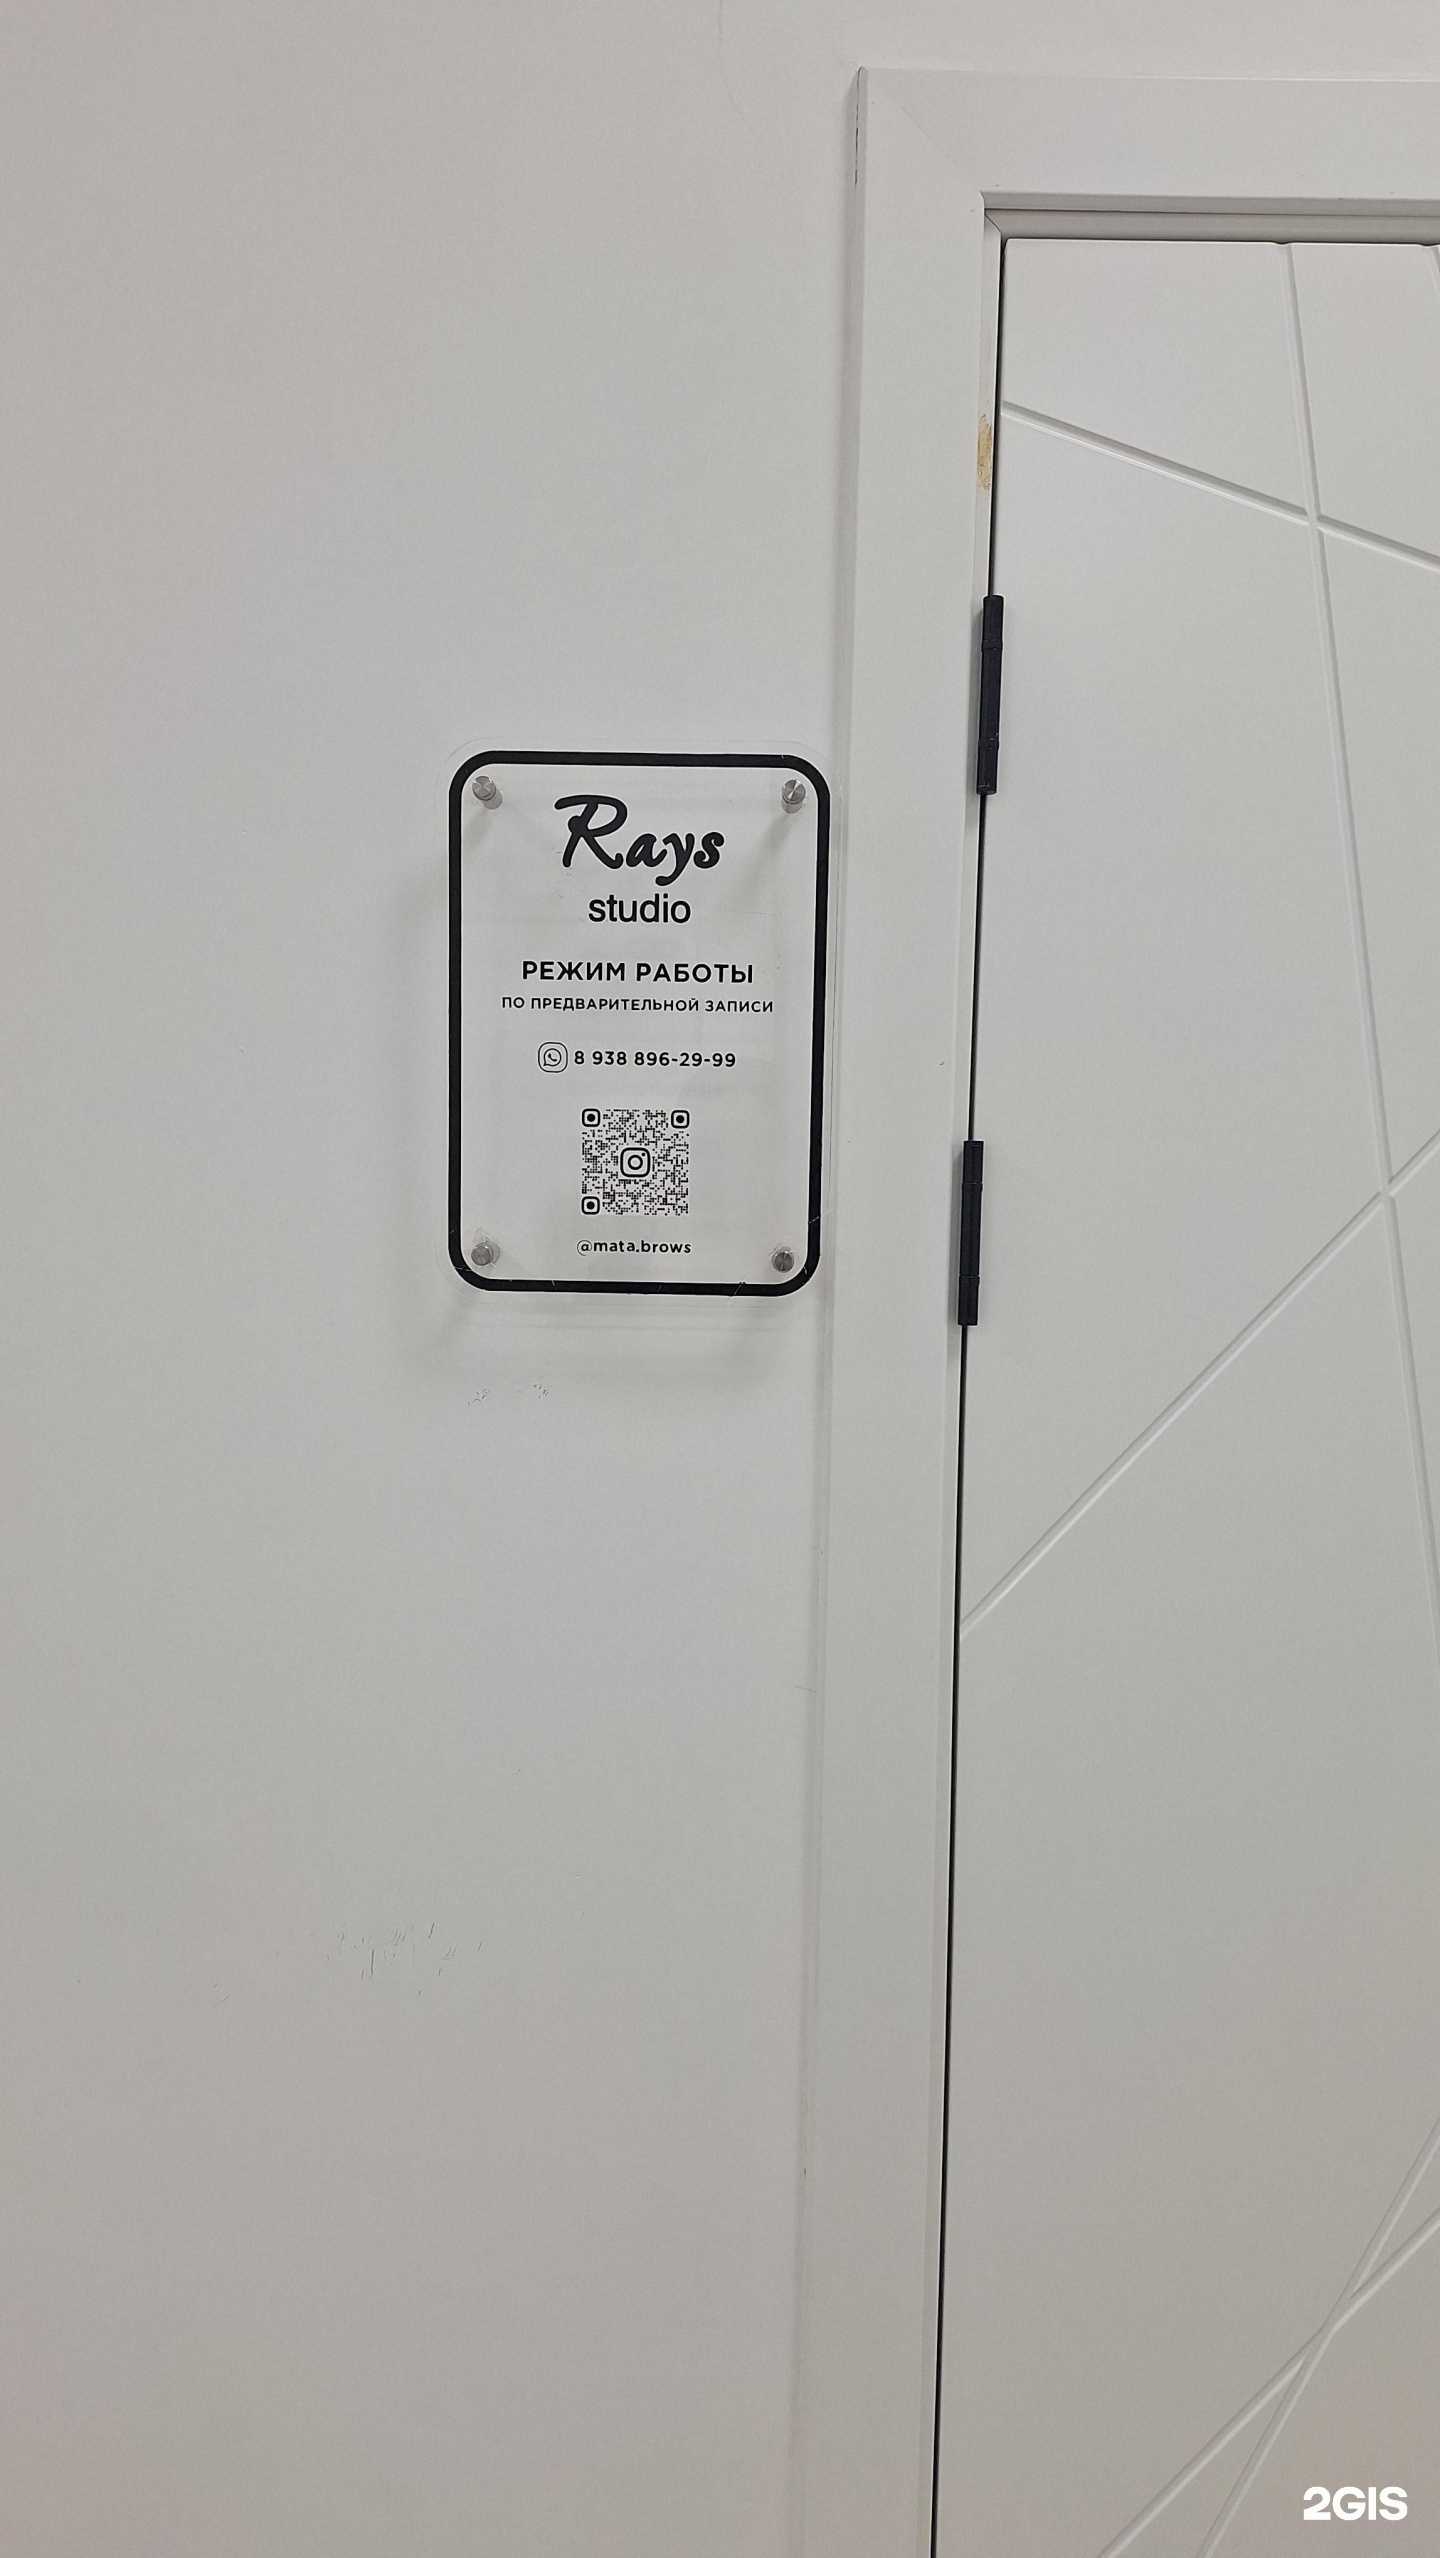 Rays
studio
РЕЖИМ РАБОТЫ
ПО ПРЕДВАРИТЕЛЬНОЙ ЗАПИСИ
8 938 896-29-99
@mata.brows
2GIS